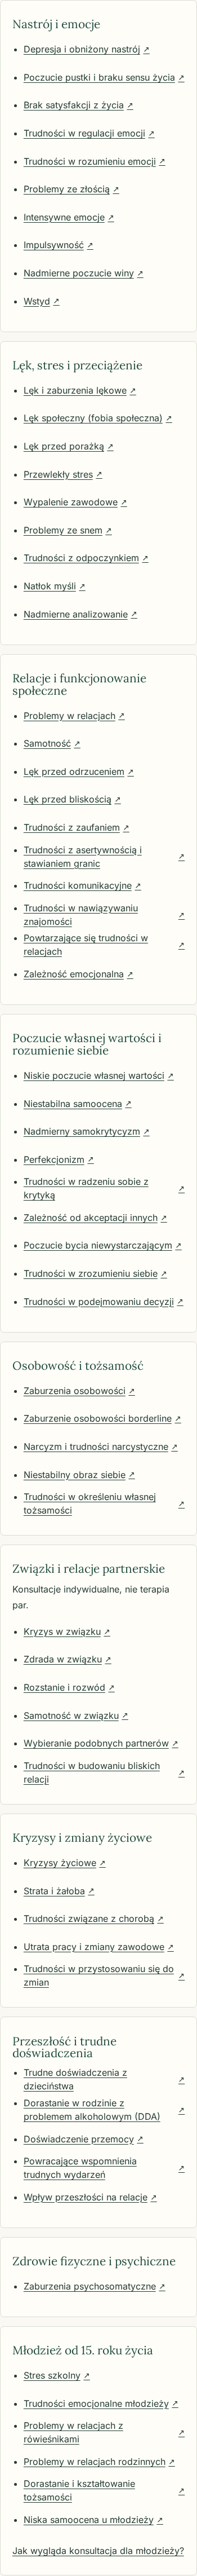 Nastrój i emocje
• Depresja i obniżony nastrój ↗
• Poczucie pustki i braku sensu życia ↗
• Brak satysfakcji z życia ↗
• Trudności w regulacji emocji ↗
• Trudności w rozumieniu emocji ↗
• Problemy ze złością ↗
• Intensywne emocje ↗
• Impulsywność ↗
• Nadmierne poczucie winy ↗
• Wstyd ↗
Lęk, stres i przeciążenie
• Lęk i zaburzenia lękowe ↗
• Lęk społeczny (fobia społeczna) ↗
• Lęk przed porażką ↗
• Przewlekły stres ↗
• Wypalenie zawodowe ↗
• Problemy ze snem ↗
• Trudności z odpoczynkiem ↗
• Natłok myśli ↗
• Nadmierne analizowanie ↗
Relacje i funkcjonowanie
społeczne
• Problemy w relacjach ↗
• Samotność ↗
• Lęk przed odrzuceniem ↗
• Lęk przed bliskością ↗
• Trudności z zaufaniem ↗
• Trudności z asertywnością i
stawianiem granic ↗
• Trudności komunikacyjne ↗
• Trudności w nawiązywaniu
znajomości ↗
• Powtarzające się trudności w
relacjach ↗
• Zależność emocjonalna ↗
Poczucie własnej wartości i
rozumienie siebie
• Niskie poczucie własnej wartości ↗
• Niestabilna samoocena ↗
• Nadmierny samokrytycyzm ↗
• Perfekcjonizm ↗
• Trudności w radzeniu sobie z
krytyką ↗
• Zależność od akceptacji innych ↗
• Poczucie bycia niewystarczającym ↗
• Trudności w zrozumieniu siebie ↗
• Trudności w podejmowaniu decyzji ↗
Osobowość i tożsamość
• Zaburzenia osobowości ↗
• Zaburzenie osobowości borderline ↗
• Narcyzm i trudności narcystyczne ↗
• Niestabilny obraz siebie ↗
• Trudności w określeniu własnej
tożsamości ↗
Związki i relacje partnerskie
Konsultacje indywidualne, nie terapia
par.
• Kryzys w związku ↗
• Zdrada w związku ↗
• Rozstanie i rozwód ↗
• Samotność w związku ↗
• Wybieranie podobnych partnerów ↗
• Trudności w budowaniu bliskich
relacji ↗
Kryzysy i zmiany życiowe
• Kryzysy życiowe ↗
• Strata i żałoba ↗
• Trudności związane z chorobą ↗
• Utrata pracy i zmiany zawodowe ↗
• Trudności w przystosowaniu się do
zmian ↗
Przeszłość i trudne
doświadczenia
• Trudne doświadczenia z
dzieciństwa ↗
• Dorastanie w rodzinie z
problemem alkoholowym (DDA) ↗
• Doświadczenie przemocy ↗
• Powracające wspomnienia
trudnych wydarzeń ↗
• Wpływ przeszłości na relacje ↗
Zdrowie fizyczne i psychiczne
• Zaburzenia psychosomatyczne ↗
Młodzież od 15. roku życia
• Stres szkolny ↗
• Trudności emocjonalne młodzieży ↗
• Problemy w relacjach z
rówieśnikami ↗
• Problemy w relacjach rodzinnych ↗
• Dorastanie i kształtowanie
tożsamości ↗
• Niska samoocena u młodzieży ↗
Jak wygląda konsultacja dla młodzieży?